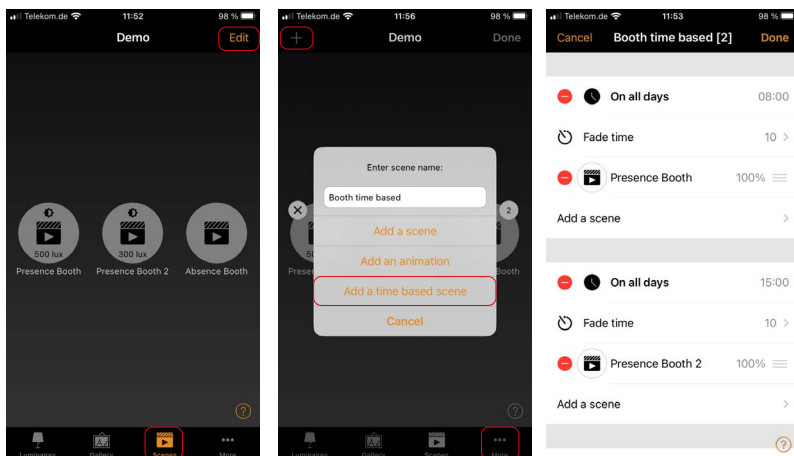 Telekom.de 11:52 98 %
Demo Edit
500 lux 300 lux
Presence Booth Presence Booth 2 Absence Booth
?
Luminaires Gallery Scenes More
Telekom.de 11:56 98 %
Demo Done
Enter scene name:
Booth time based
2
Add a scene
Add an animation
Add a time based scene
Cancel
Booth
?
Luminaires Gallery Scenes More
Telekom.de 11:53 98 %
Cancel Booth time based [2] Done
On all days 08:00
Fade time 10 >
Presence Booth 100%
Add a scene >
On all days 15:00
Fade time 10 >
Presence Booth 2 100%
Add a scene >
?